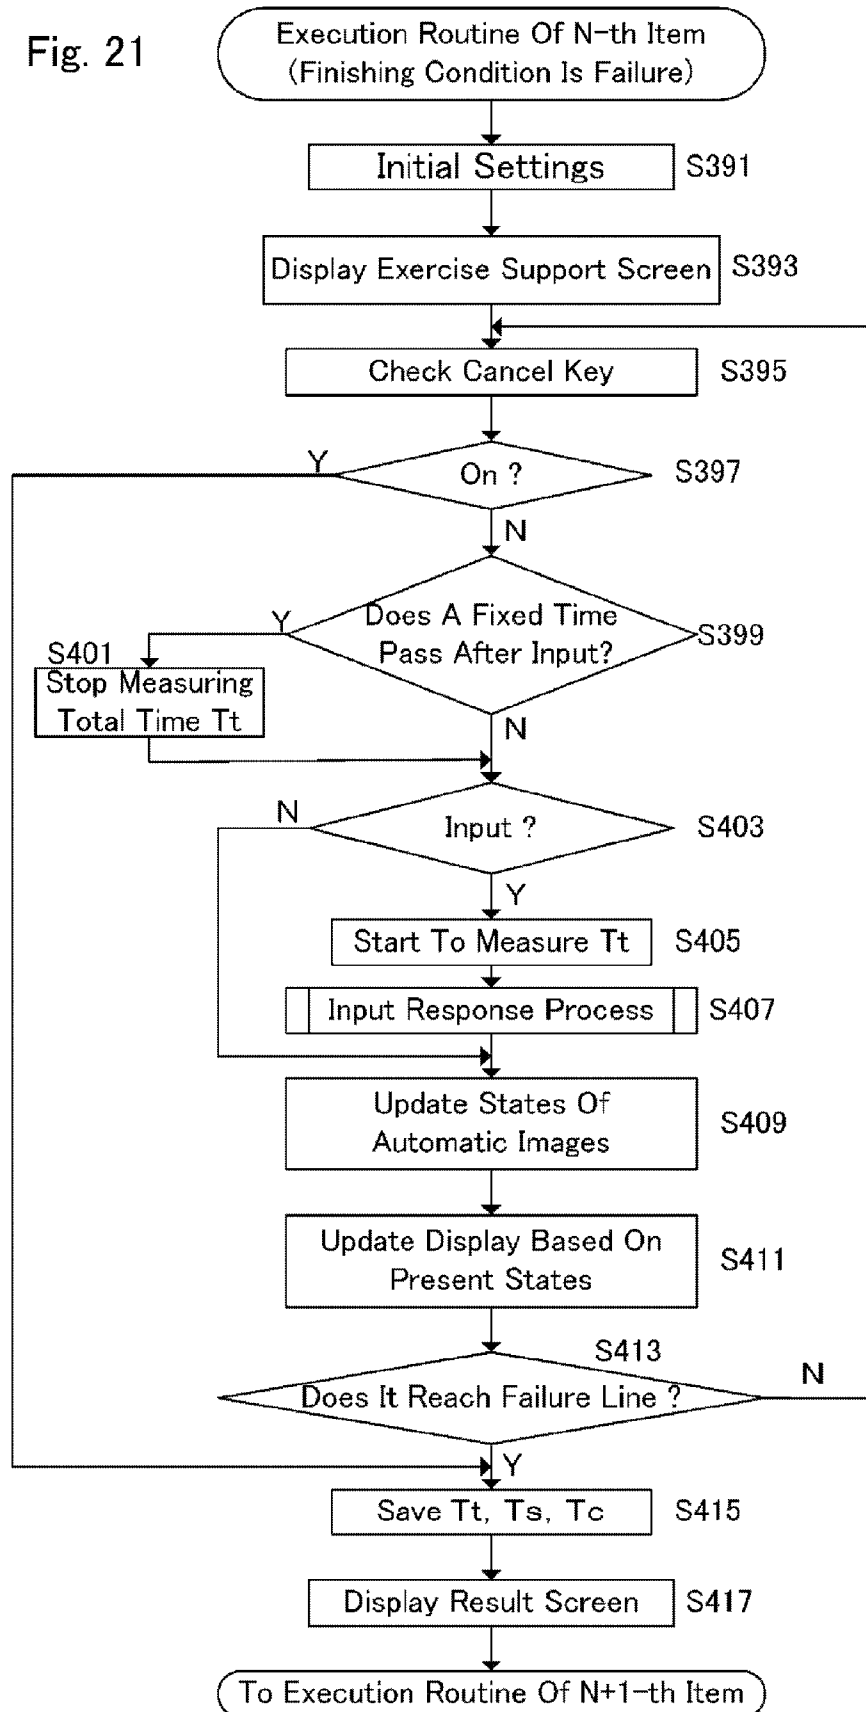 Fig. 21
Execution Routine Of N-th Item
(Finishing Condition Is Failure)
Initial Settings
S391
Display Exercise Support Screen
S393
Check Cancel Key
S395
Y
On ?
S397
N
Y
Does A Fixed Time
Pass After Input?
S399
S401
Stop Measuring
Total Time Tt
N
N
Input ?
S403
Y
Start To Measure Tt
S405
Input Response Process
S407
Update States Of
Automatic Images
S409
Update Display Based On
Present States
S411
S413
Does It Reach Failure Line ?
N
Y
Save Tt, Ts, Tc
S415
Display Result Screen
S417
To Execution Routine Of N+1-th Item